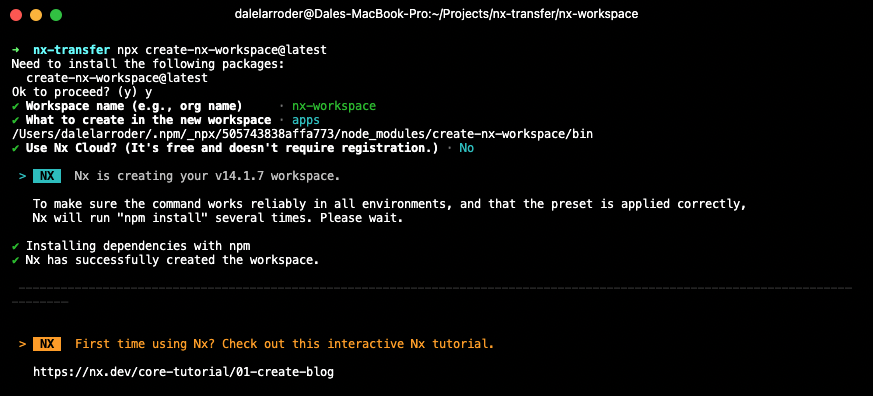 dalelarroder@Dales-MacBook-Pro:~/Projects/nx-transfer/nx-workspace
➜ nx-transfer npx create-nx-workspace@latest
Need to install the following packages:
create-nx-workspace@latest
Ok to proceed? (y) y
✔ Workspace name (e.g., org name) · nx-workspace
✔ What to create in the new workspace · apps
/Users/dalelarroder/.npm/_npx/505743838affa773/node_modules/create-nx-workspace/bin
✔ Use Nx Cloud? (It's free and doesn't require registration.) · No
> NX Nx is creating your v14.1.7 workspace.
To make sure the command works reliably in all environments, and that the preset is applied correctly,
Nx will run "npm install" several times. Please wait.
✔ Installing dependencies with npm
✔ Nx has successfully created the workspace.
> NX First time using Nx? Check out this interactive Nx tutorial.
https://nx.dev/core-tutorial/01-create-blog